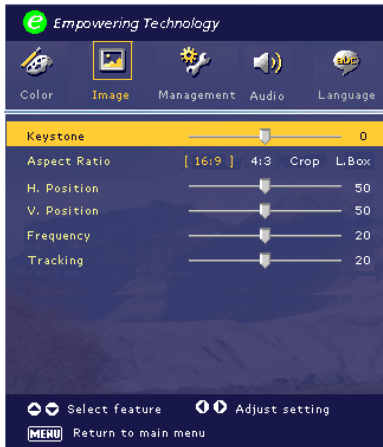 e Empowering Technology
abc
Color Image Management Audio Language
Keystone 0
Aspect Ratio [ 16:9 ] 4:3 Crop L.Box
H. Position 50
V. Position 50
Frequency 20
Tracking 20
Select feature Adjust setting
MENU Return to main menu